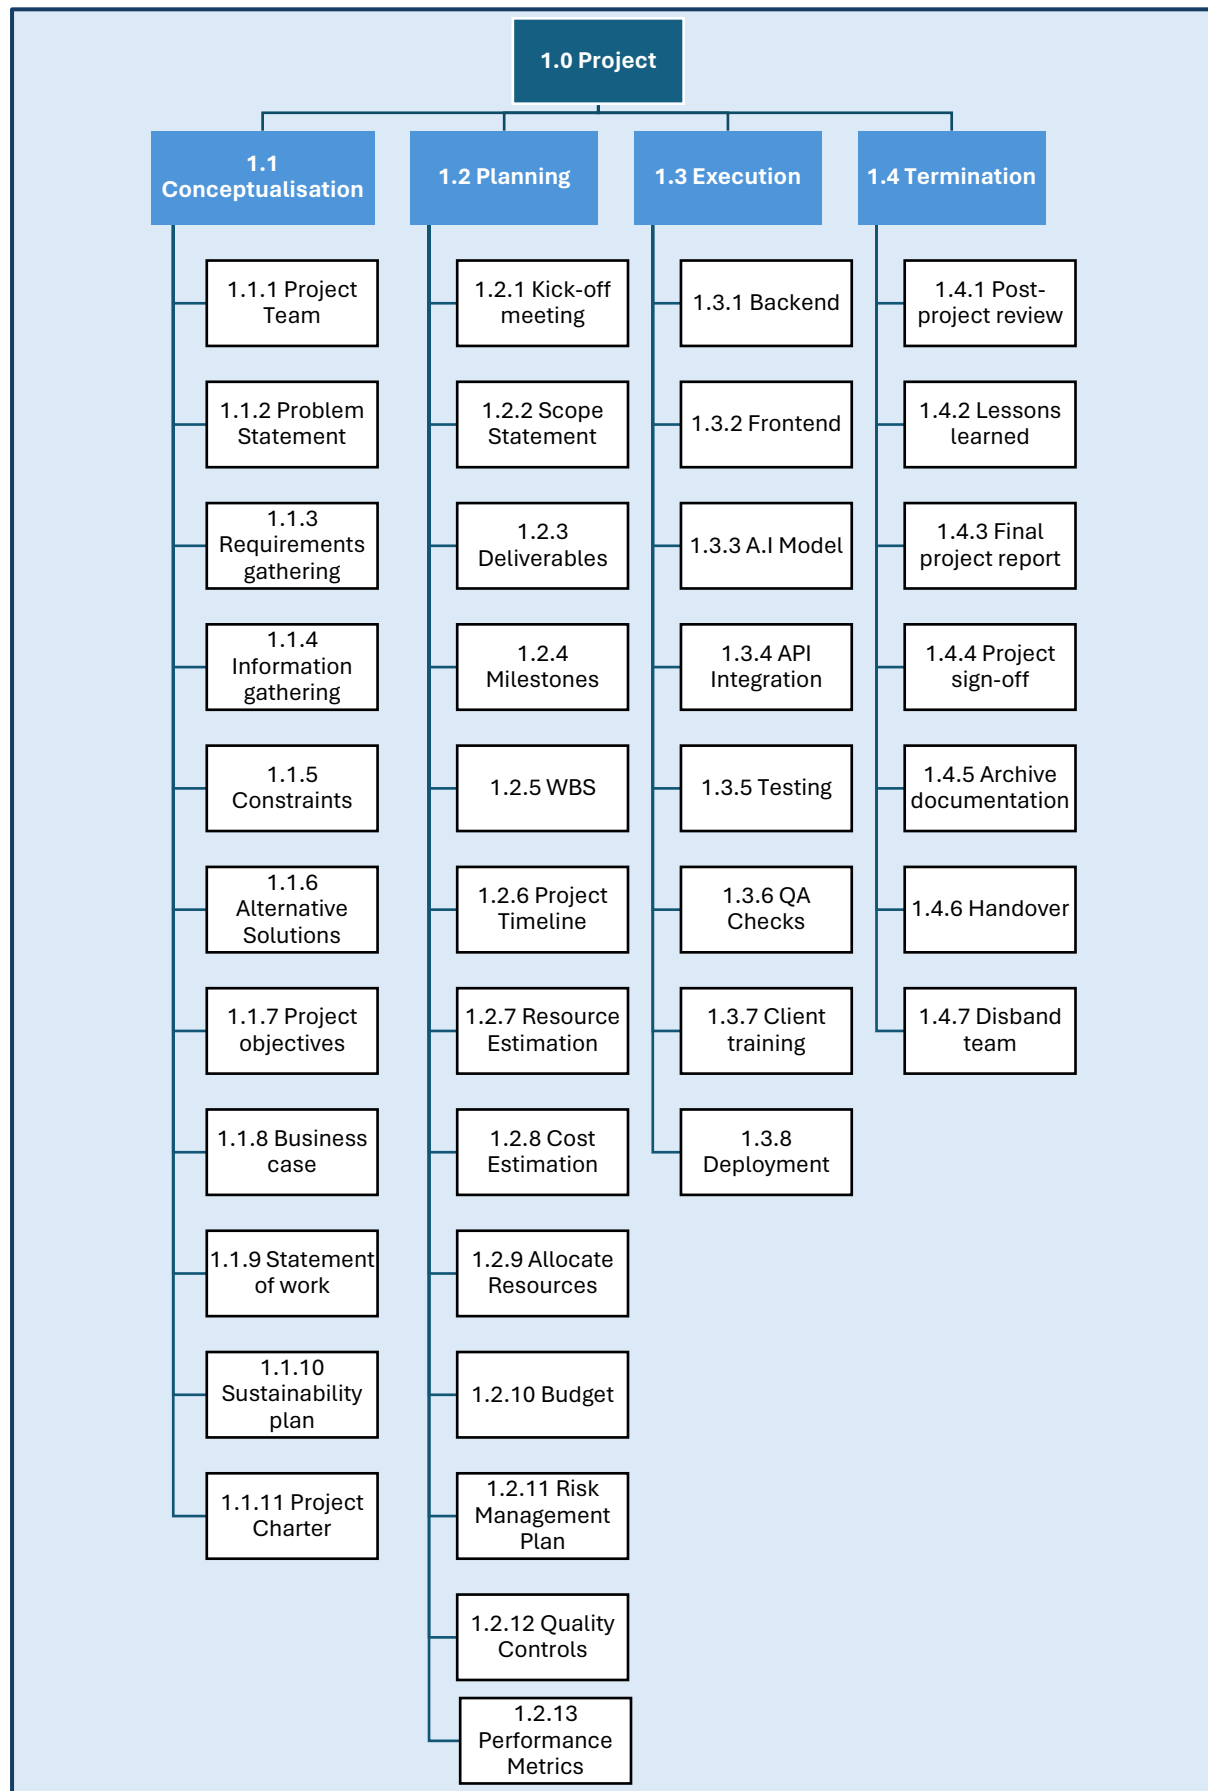 1.0 Project
1.1
Conceptualisation
1.2 Planning
1.3 Execution
1.4 Termination
1.1.1 Project
Team
1.1.2 Problem
Statement
1.1.3
Requirements
gathering
1.1.4
Information
gathering
1.1.5
Constraints
1.1.6
Alternative
Solutions
1.1.7 Project
objectives
1.1.8 Business
case
1.1.9 Statement
of work
1.1.10
Sustainability
plan
1.1.11 Project
Charter
1.2.1 Kick-off
meeting
1.2.2 Scope
Statement
1.2.3
Deliverables
1.2.4
Milestones
1.2.5 WBS
1.2.6 Project
Timeline
1.2.7 Resource
Estimation
1.2.8 Cost
Estimation
1.2.9 Allocate
Resources
1.2.10 Budget
1.2.11 Risk
Management
Plan
1.2.12 Quality
Controls
1.2.13
Performance
Metrics
1.3.1 Backend
1.3.2 Frontend
1.3.3 A.I Model
1.3.4 API
Integration
1.3.5 Testing
1.3.6 QA
Checks
1.3.7 Client
training
1.3.8
Deployment
1.4.1 Post-
project review
1.4.2 Lessons
learned
1.4.3 Final
project report
1.4.4 Project
sign-off
1.4.5 Archive
documentation
1.4.6 Handover
1.4.7 Disband
team